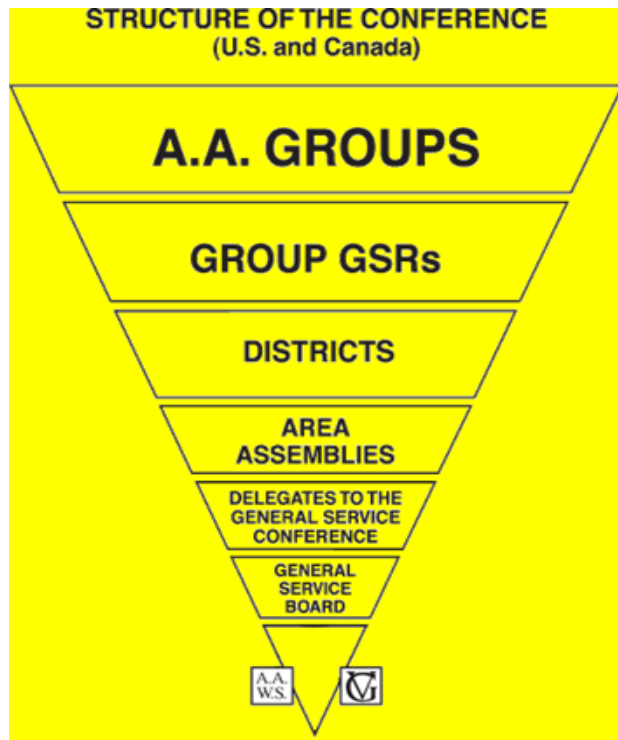 STRUCTURE OF THE CONFERENCE
(U.S. and Canada)
A.A. GROUPS
GROUP GSRs
DISTRICTS
AREA
ASSEMBLIES
DELEGATES TO THE
GENERAL SERVICE
CONFERENCE
GENERAL
SERVICE
BOARD
A.A.
W.S.
GV